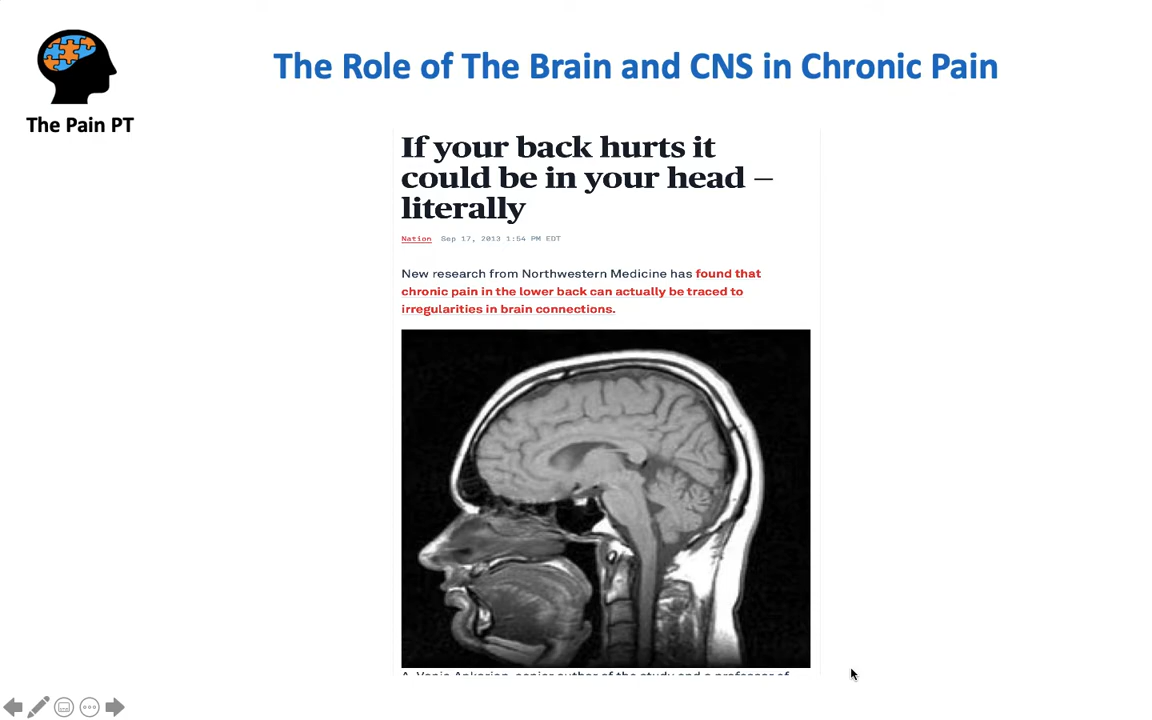 The Role of The Brain and CNS in Chronic Pain
The Pain PT
If your back hurts it
could be in your head –
literally
Nation Sep 17, 2013 1:54 PM EDT
New research from Northwestern Medicine has found that
chronic pain in the lower back can actually be traced to
irregularities in brain connections.